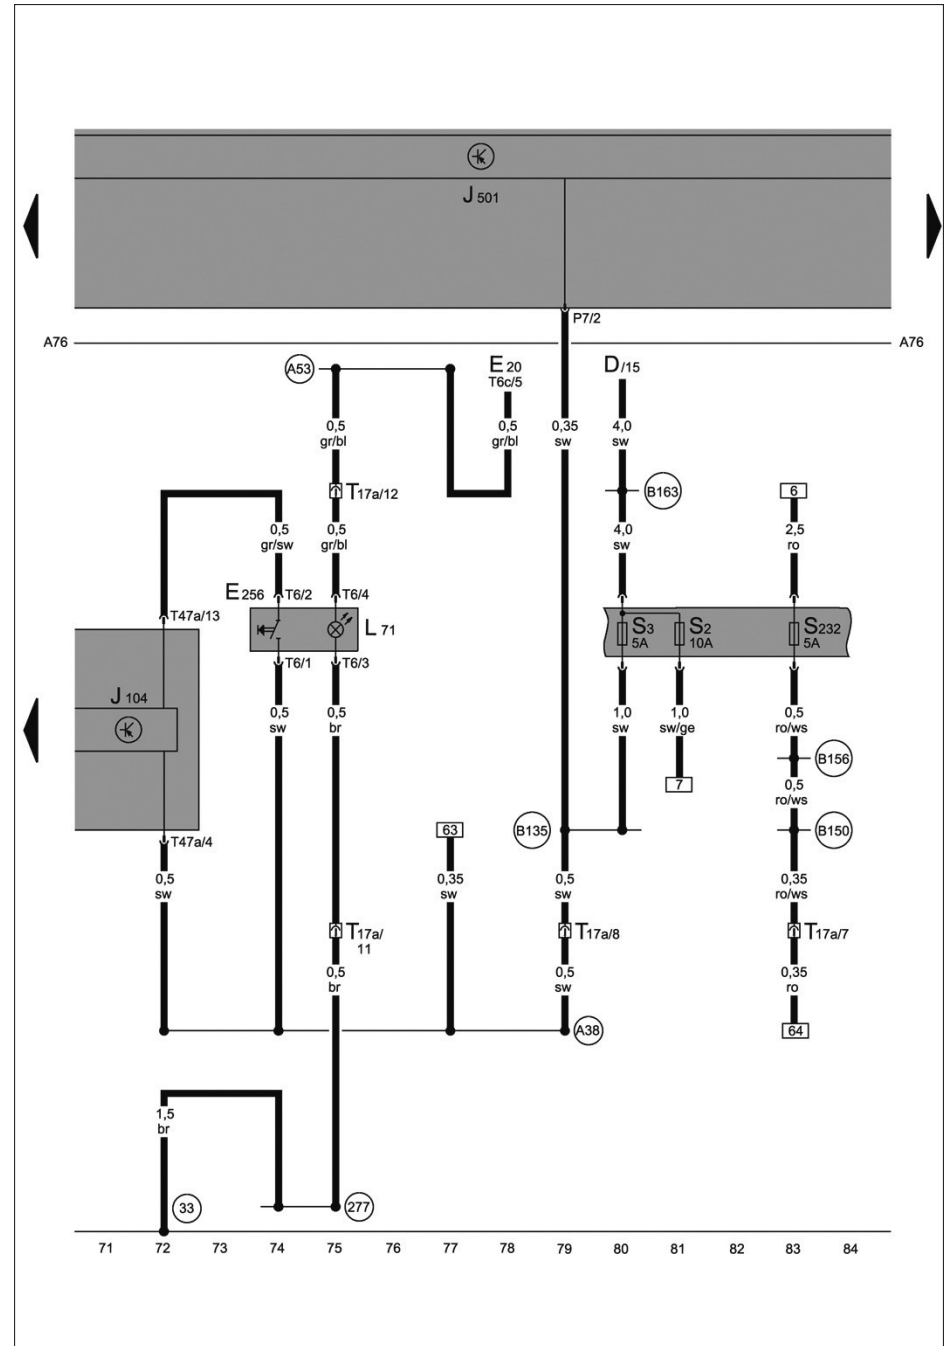 J 501
P7/2
A76
A76
A53
E 20
T6c/5
D /15
0,5
gr/bl
0,5
gr/bl
0,35
sw
4,0
sw
T17a/12
B163
6
0,5
gr/sw
0,5
gr/bl
4,0
sw
2,5
ro
E 256
T6/2
T6/4
T47a/13
L 71
S3
5A
S2
10A
S232
5A
T6/1
T6/3
J 104
0,5
sw
0,5
br
1,0
sw
1,0
sw/ge
0,5
ro/ws
B156
7
0,5
ro/ws
63
B135
B150
T47a/4
0,5
sw
0,35
sw
0,5
sw
0,35
ro/ws
T17a/
11
T17a/8
T17a/7
0,5
br
0,5
sw
0,35
ro
A38
64
1,5
br
33
277
71 72 73 74 75 76 77 78 79 80 81 82 83 84